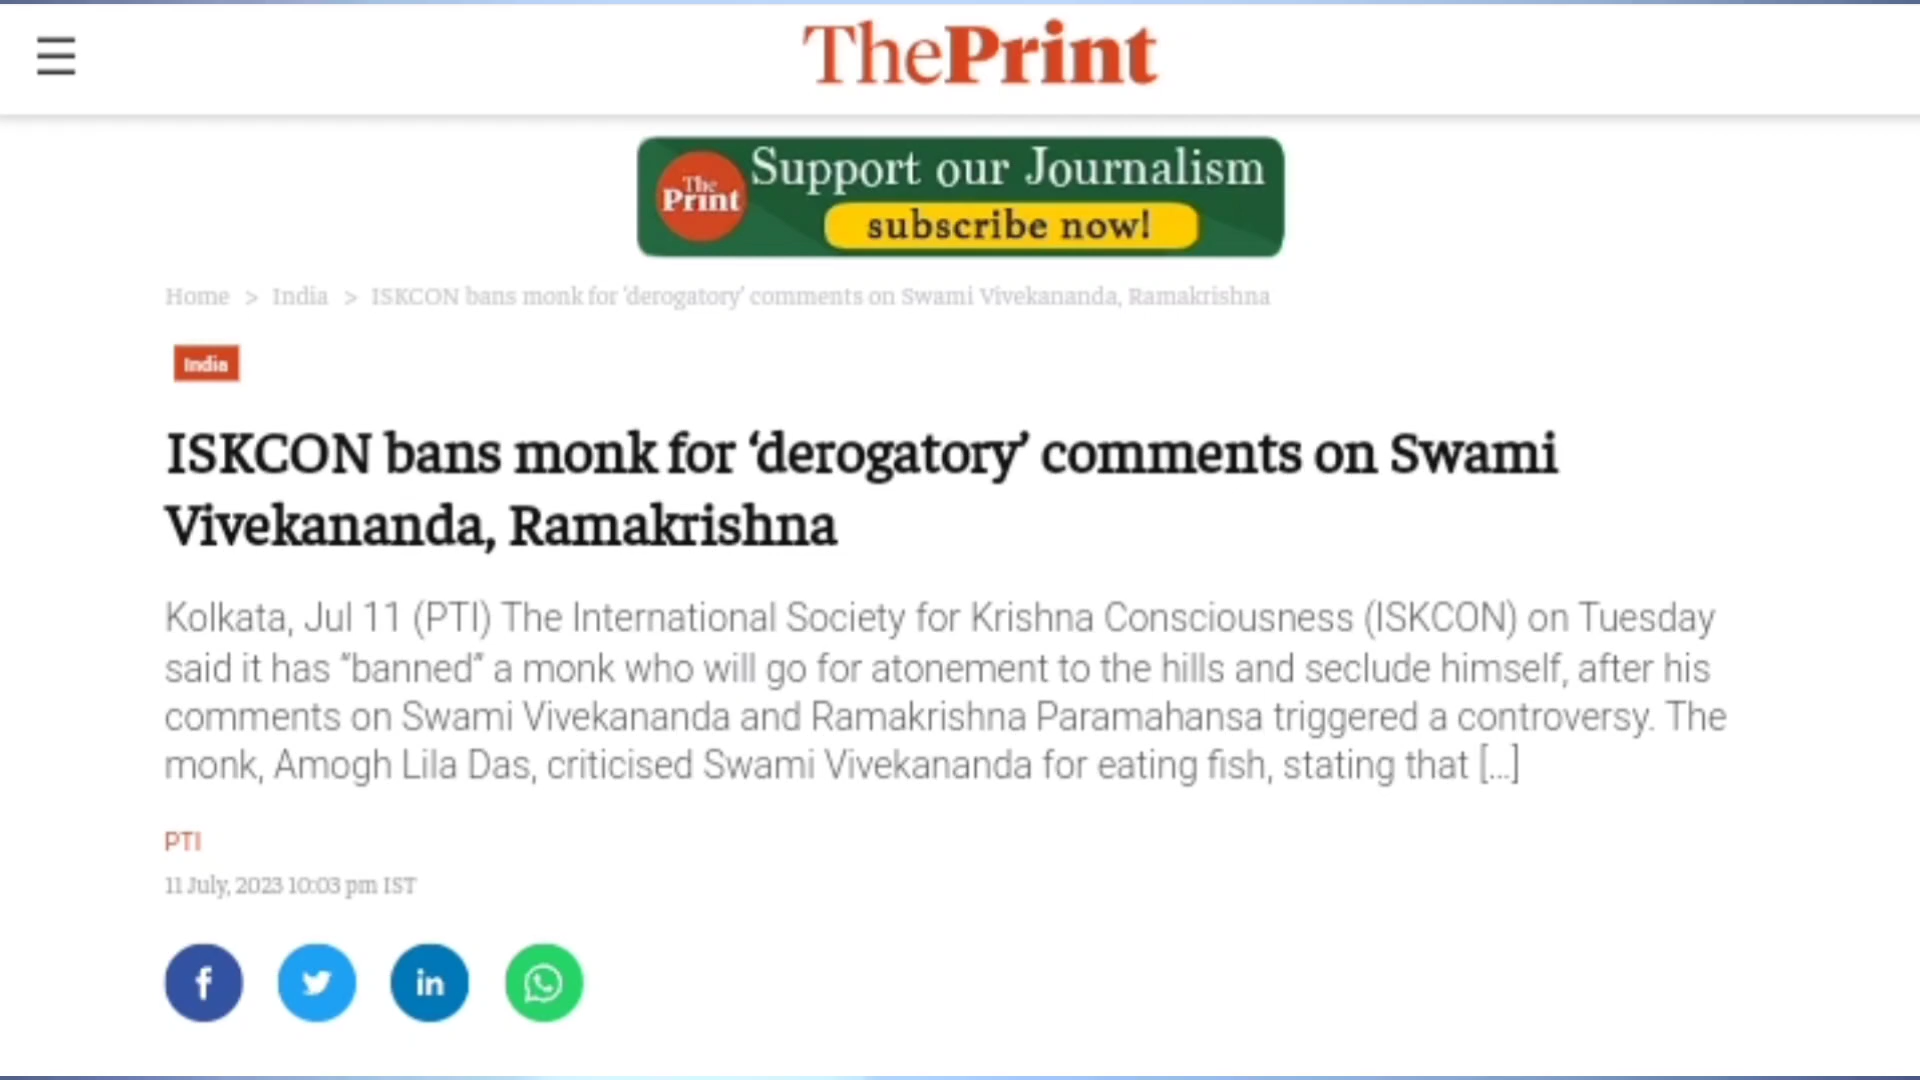 ThePrint
The Print
Support our Journalism
subscribe now!
Home > India > ISKCON bans monk for ‘derogatory’ comments on Swami Vivekananda, Ramakrishna
India
ISKCON bans monk for ‘derogatory’ comments on Swami
Vivekananda, Ramakrishna
Kolkata, Jul 11 (PTI) The International Society for Krishna Consciousness (ISKCON) on Tuesday
said it has “banned” a monk who will go for atonement to the hills and seclude himself, after his
comments on Swami Vivekananda and Ramakrishna Paramahansa triggered a controversy. The
monk, Amogh Lila Das, criticised Swami Vivekananda for eating fish, stating that [...]
PTI
11 July, 2023 10:03 pm IST
f
in